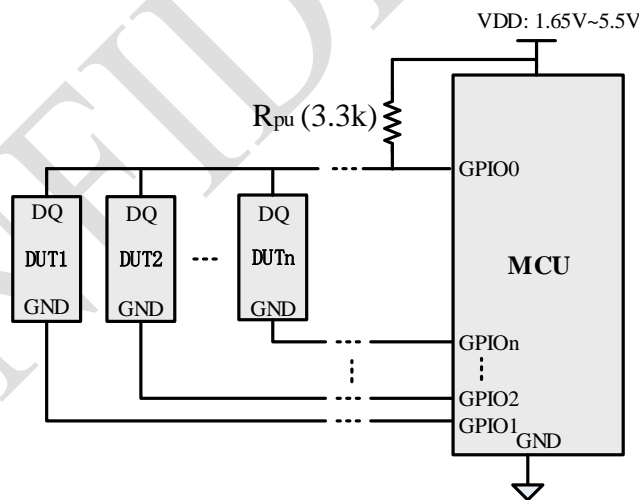 VDD: 1.65V~5.5V
Rpu (3.3k)
GPIO0
DQ
DQ
DQ
DUT1
DUT2
DUTn
MCU
GND
GND
GND
GPIOn
GPIO2
GPIO1
GND